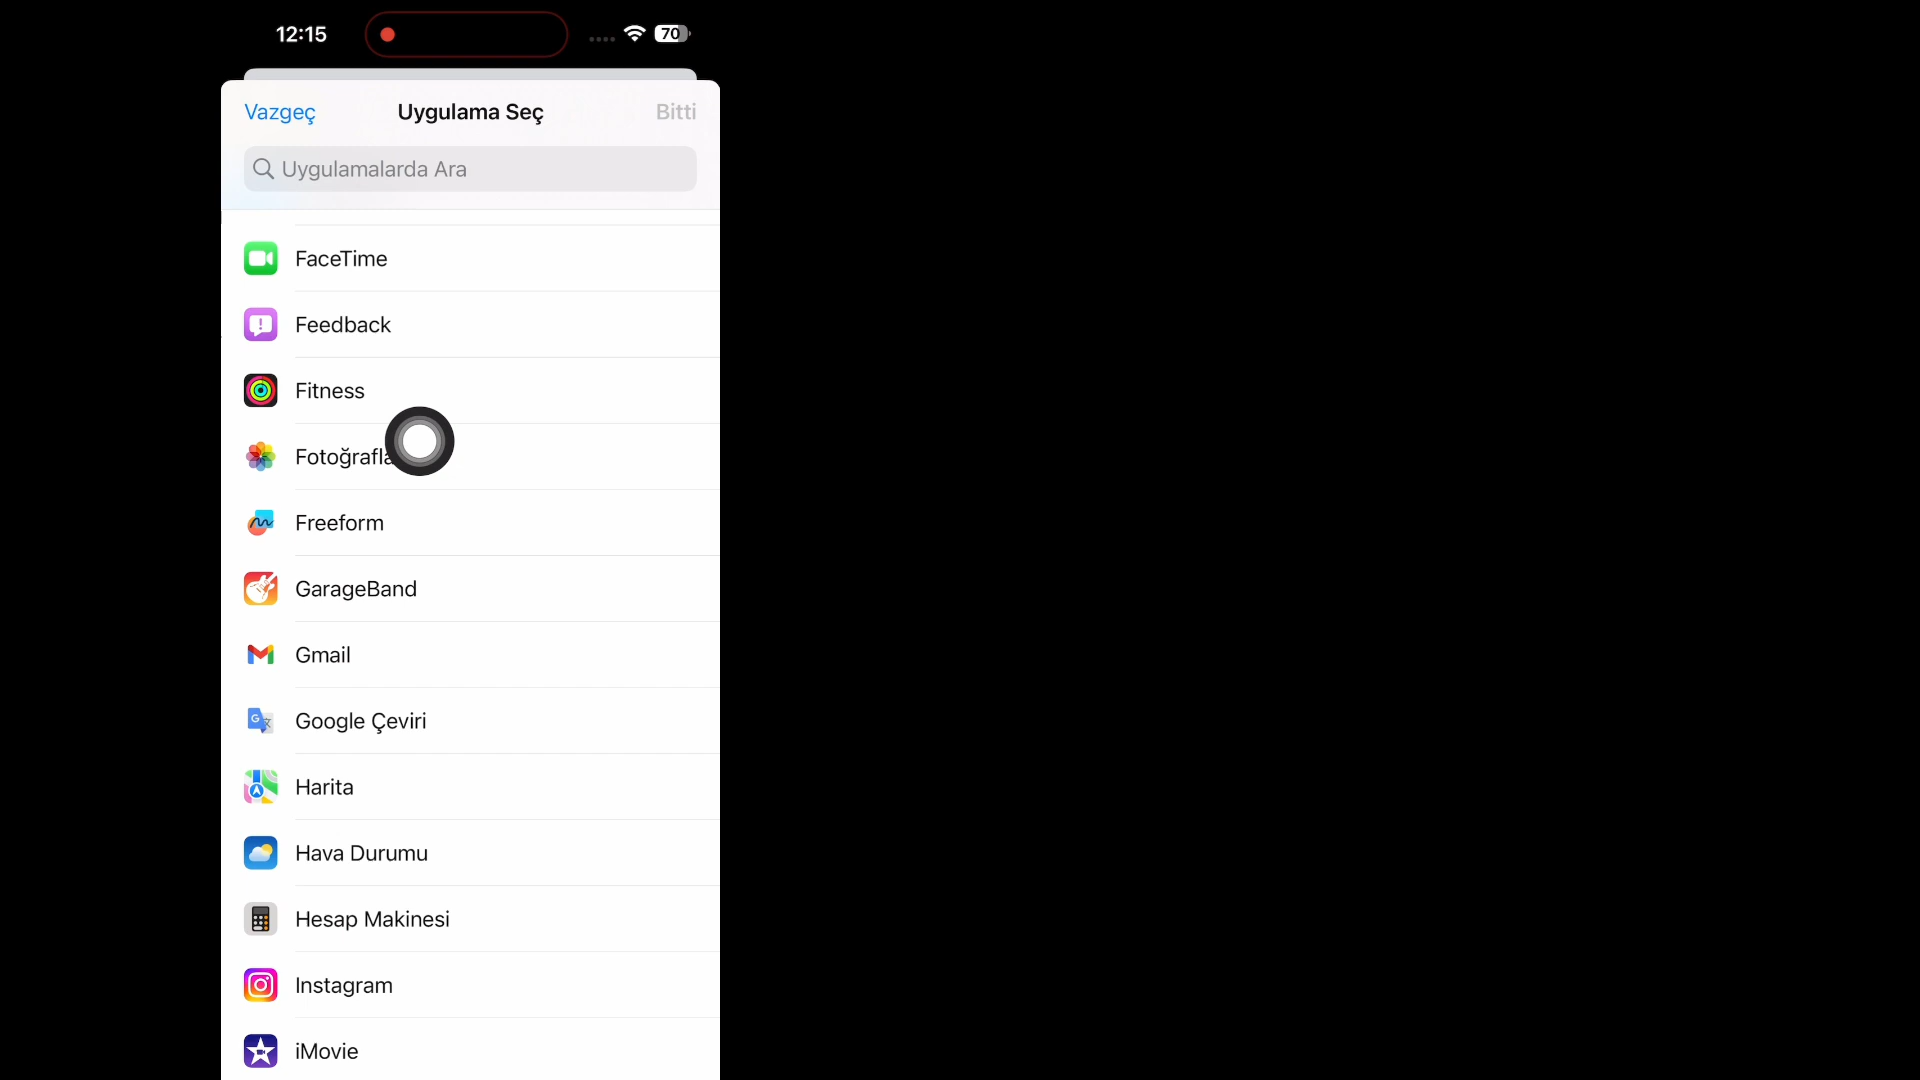 12:15
70
Vazgeç
Uygulama Seç
Bitti
Uygulamalarda Ara
FaceTime
Feedback
Fitness
Fotoğrafla
Freeform
GarageBand
Gmail
Google Çeviri
Harita
Hava Durumu
Hesap Makinesi
Instagram
iMovie